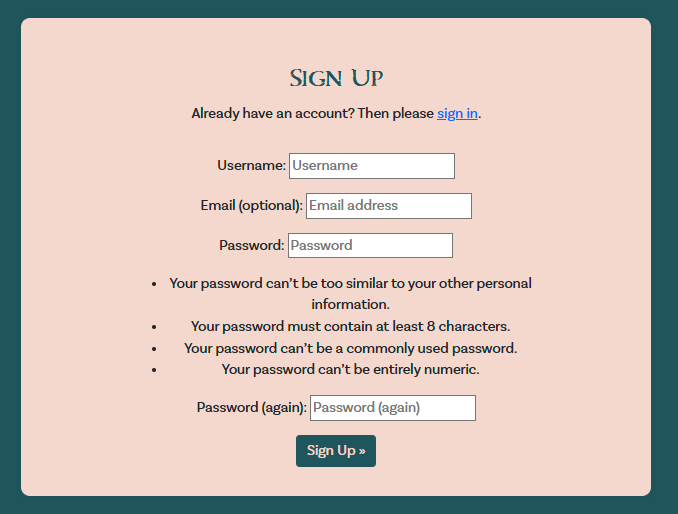 Sign Up
Already have an account? Then please sign in.
Username: Username
Email (optional): Email address
Password: Password
• Your password can’t be too similar to your other personal
information.
• Your password must contain at least 8 characters.
• Your password can’t be a commonly used password.
• Your password can’t be entirely numeric.
Password (again): Password (again)
Sign Up »